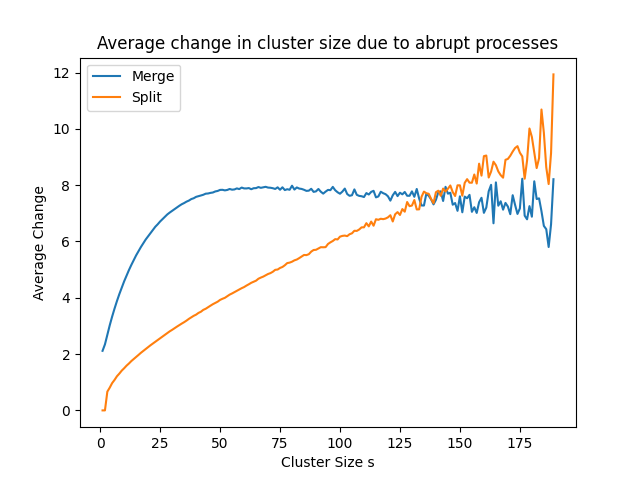 Average change in cluster size due to abrupt processes
Merge
Split
Average Change
12
10
8
6
4
2
0
0 25 50 75 100 125 150 175
Cluster Size s